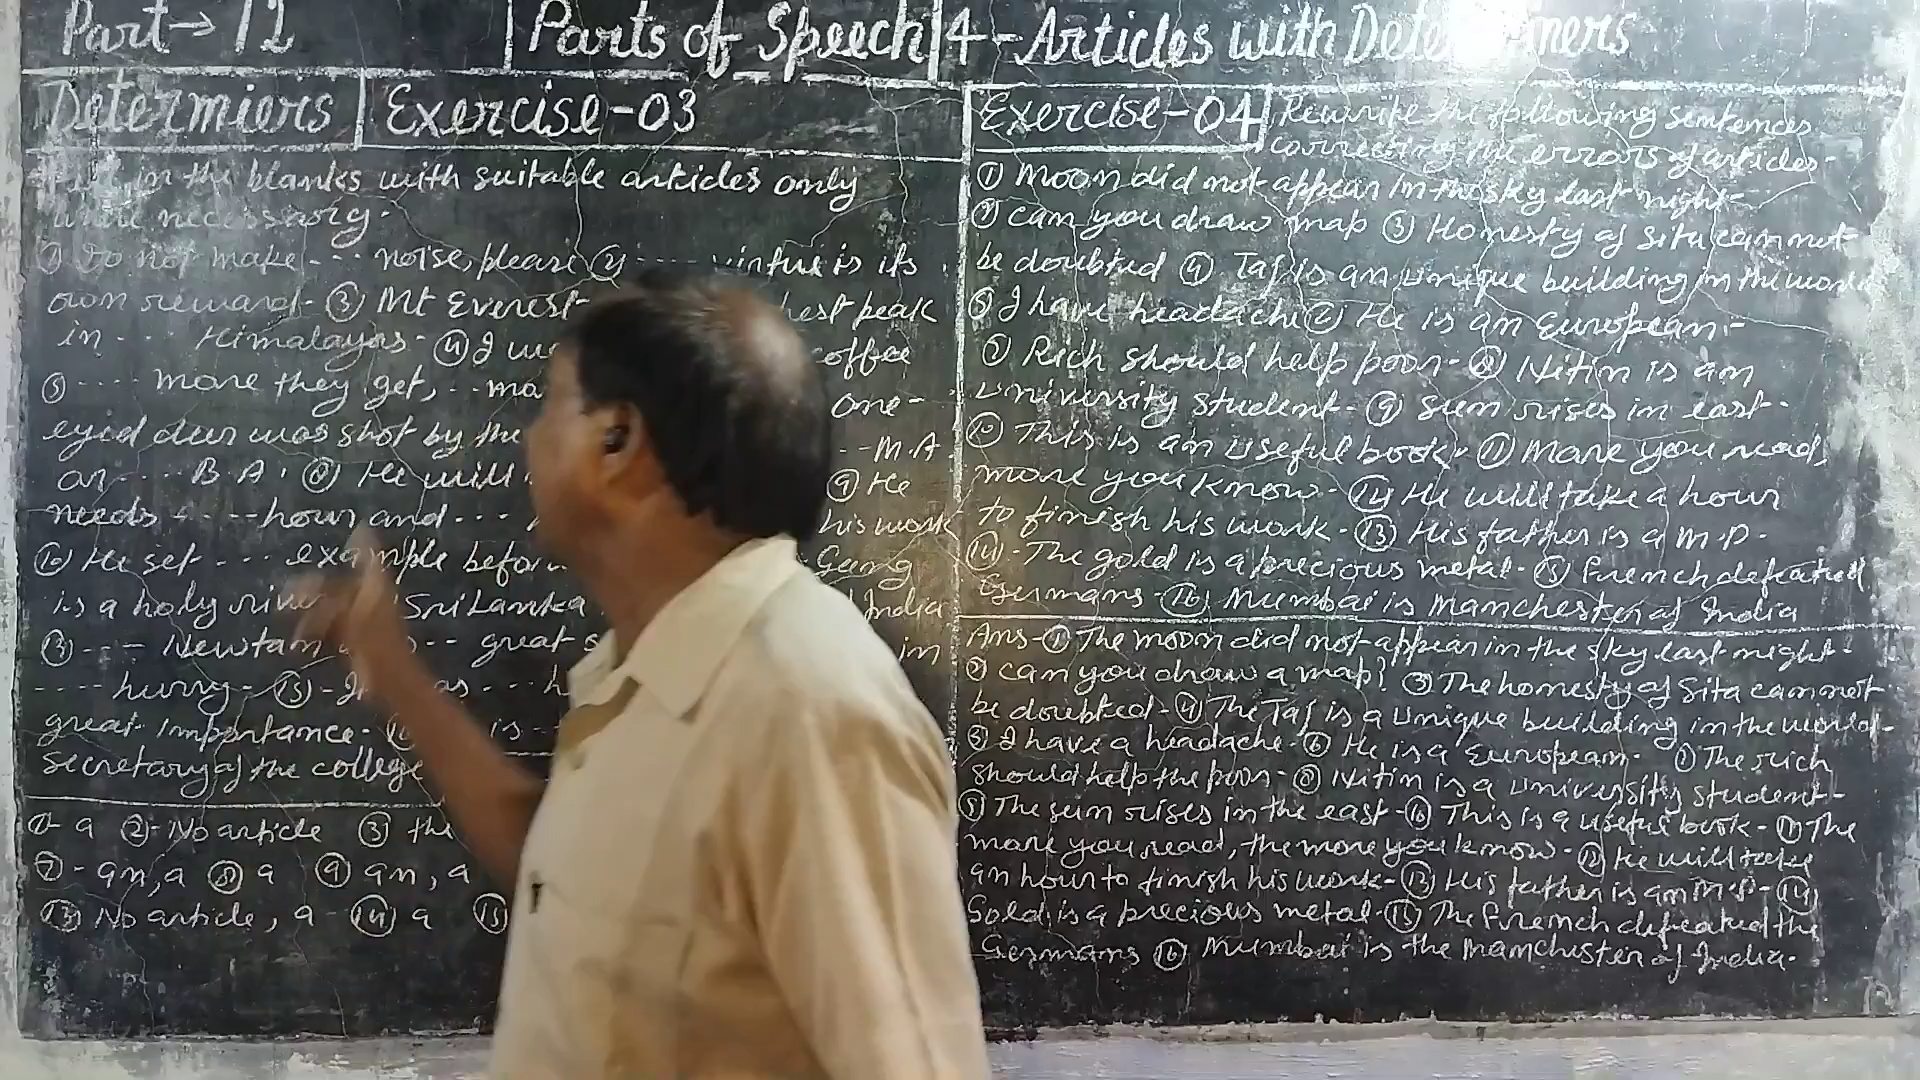 Part→ 12
Parts of Speech
4-Articles with Dete iners
Determiers
Exercise-03
in the blanks with suitable articles only
necessary.
① Do not make --- noise, please ② ---- virtue is its
own reward. ③ Mt Everest hest peak
in ... Himalayas. ④ I coffee
⑤ .... more they get, .. mo one-
eyed deer was shot by the ... M.A.
or .... B.A. ⑧ He will ⑨ He
needs .... hour and ... his work
⑩ He set ... example before Gang
is a holy river Sri Lanka India
⑬ --- Newtan -- great s in
---- hurry. ⑮ It as --- h
great importance. is
secretary of the college
①- a ②- No article ③ the
⑦ - an, a ⑧ a ⑨ an, a
⑬ No article, a - ⑭ a ⑮
Exercise-04
Rewrite the following sentences
correcting the errors of articles.
① Moon did not appear in the sky last night-
② can you draw map ③ Honesty of Sita cannot
be doubted ④ Taj is an unique building in the world
⑤ I have headache ⑥ He is an European.
⑦ Rich should help poor. ⑧ Nitin is an
university student. ⑨ Sun rises in east.
⑩ This is an useful book. ⑪ More you read,
more you know. ⑫ He will take a hour
to finish his work. ⑬ His father is a M.P.
⑭. The gold is a precious metal. ⑮ French defeated
Germans. ⑯ Mumbai is Manchester of India
Ans- ① The moon did not appear in the sky last night.
② can you draw a map? ③ The honesty of Sita cannot
be doubted. ④ The Taj is a unique building in the world.
⑤ I have a headache. ⑥ He is a European. ⑦ The rich
should help the poor. ⑧ Nitin is a university student.
⑨ The sun rises in the east. ⑩ This is a useful book. ⑪ The
more you read, the more you know. ⑫ He will take
an hour to finish his work. ⑬ His father is an M.P. ⑭
Gold is a precious metal. ⑮ The French defeated the
Germans ⑯ Mumbai is the Manchester of India.